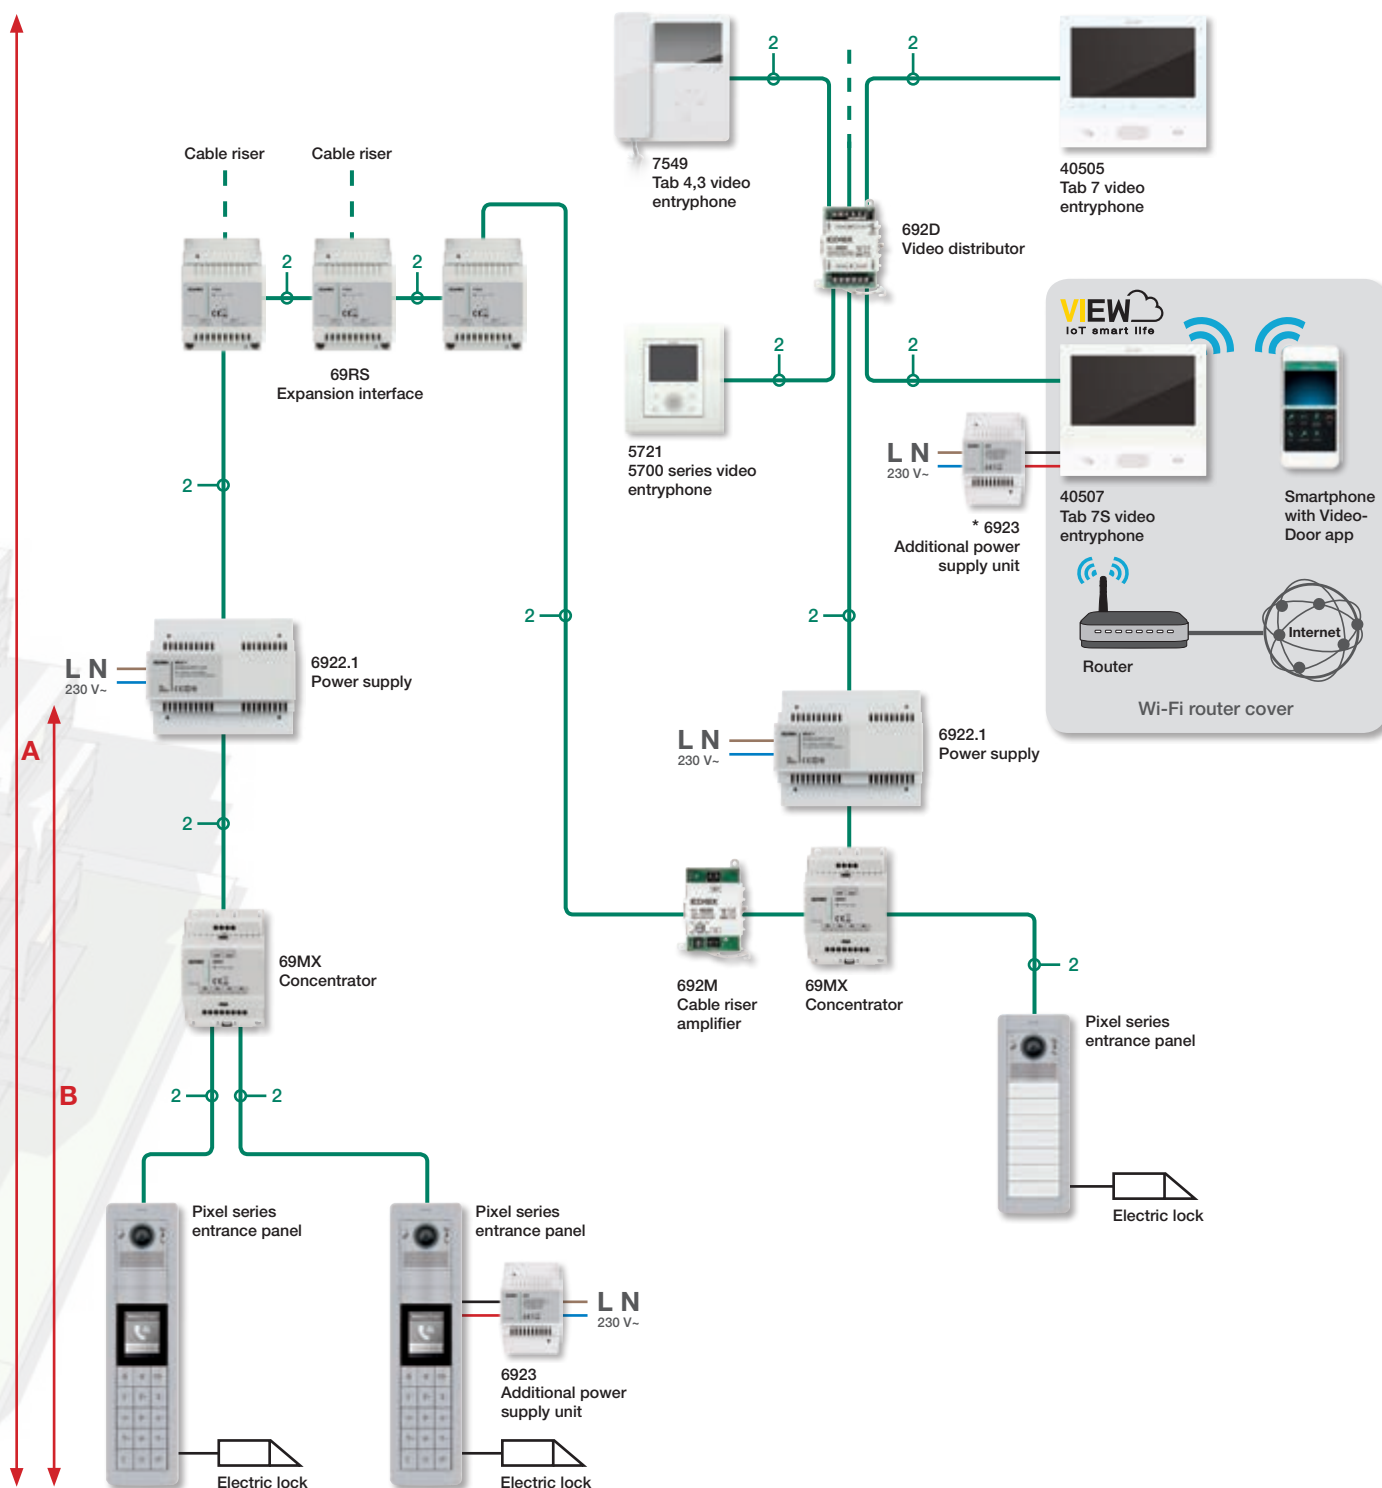 2
2
7549
Tab 4,3 video
entryphone
40505
Tab 7 video
entryphone
Cable riser
Cable riser
692D
Video distributor
2
2
69RS
Expansion interface
VIEW
IoT smart life
2
2
5721
5700 series video
entryphone
L N
230 V~
* 6923
Additional power
supply unit
40507
Tab 7S video
entryphone
Smartphone
with Video-
Door app
2
2
2
Router
Internet
Wi-Fi router cover
L N
230 V~
6922.1
Power supply
L N
230 V~
6922.1
Power supply
A
2
69MX
Concentrator
692M
Cable riser
amplifier
69MX
Concentrator
2
Pixel series
entrance panel
B
2
2
Electric lock
Pixel series
entrance panel
Pixel series
entrance panel
L N
230 V~
6923
Additional power
supply unit
Electric lock
Electric lock